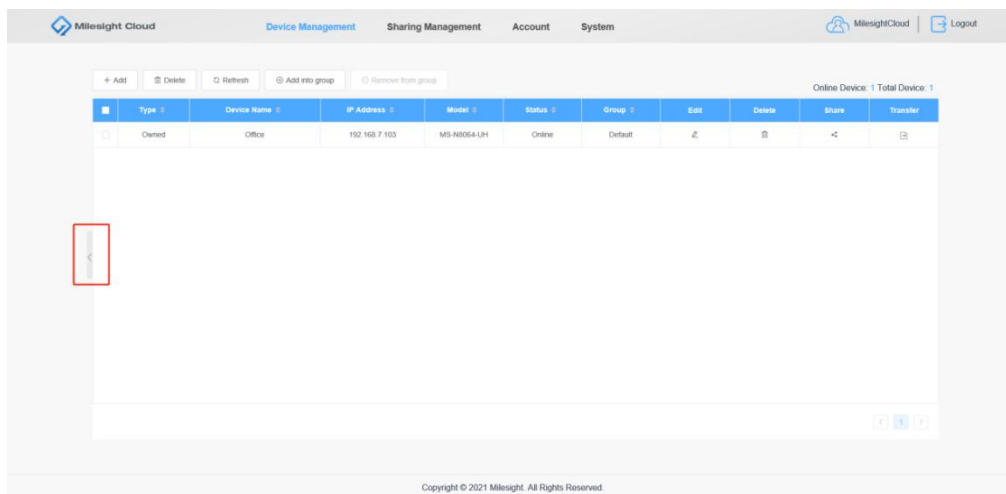 Milesight Cloud Device Management Sharing Management Account System MilesightCloud Logout
+ Add Delete Refresh Add into group Remove from group
Online Device: 1 Total Device: 1
Type Device Name IP Address Model Status Group Edit Delete Share Transfer
Owned Office 192.168.7.103 MS-N8064-UH Online Default
1
Copyright © 2021 Milesight. All Rights Reserved.